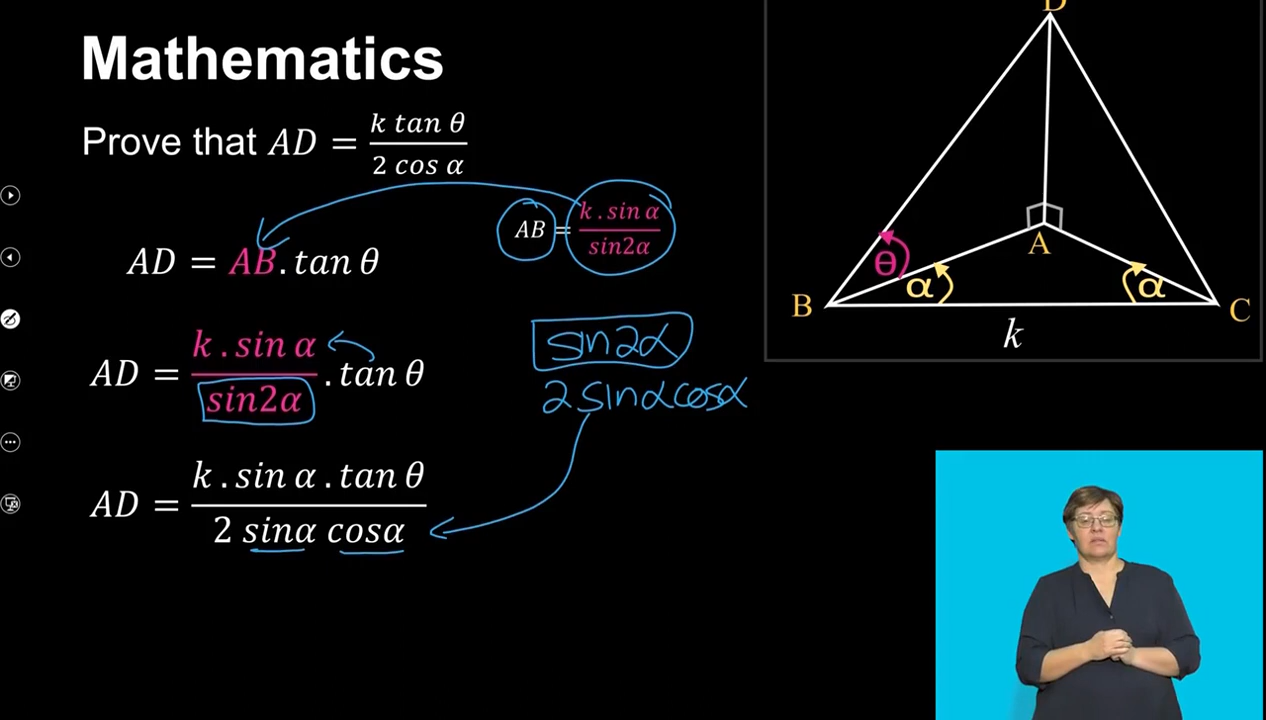 Mathematics
Prove that AD = k tan θ / 2 cos α
AB = k . sin α / sin2α
AD = AB . tan θ
AD = k . sin α / sin2α . tan θ
sin2α
2 sinα cosα
AD = k . sin α . tan θ / 2 sinα cosα
D
A
θ
α
α
B
C
k